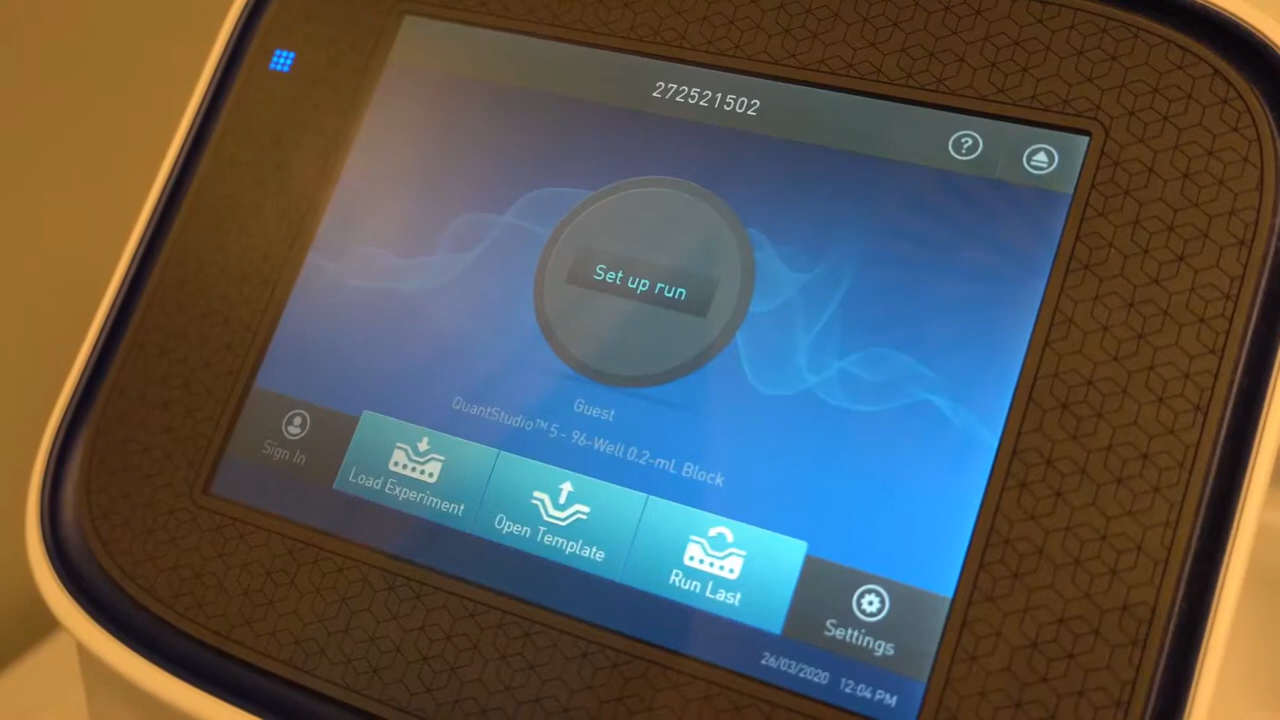 272521502
?
Set up run
Guest
QuantStudio™ 5 - 96-Well 0.2-mL Block
Sign In
Load Experiment
Open Template
Run Last
Settings
26/03/2020 12:04 PM